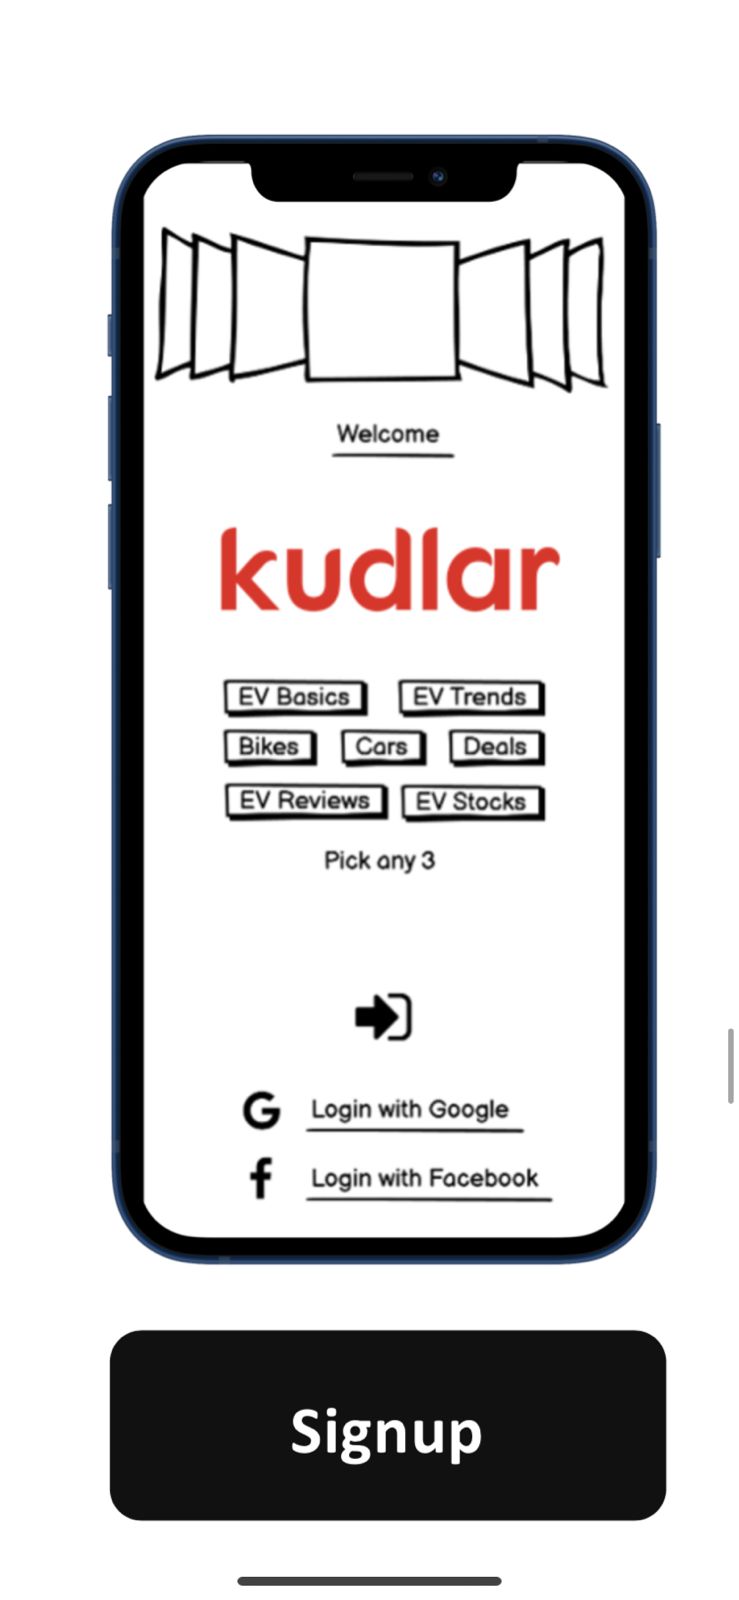 Welcome
kudlar
EV Basics EV Trends
Bikes Cars Deals
EV Reviews EV Stocks
Pick any 3
G Login with Google
f Login with Facebook
Signup